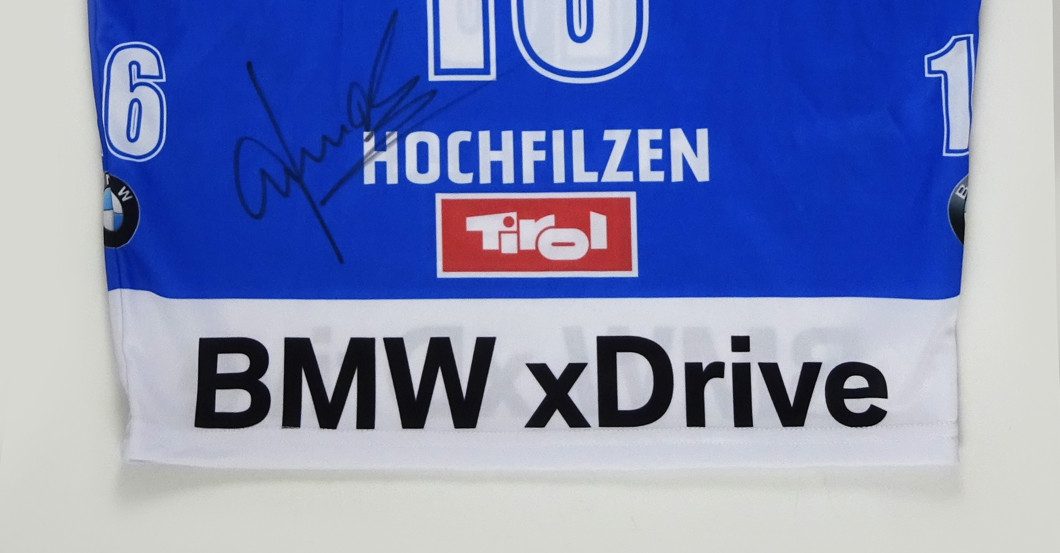 16
6
1
HOCHFILZEN
Tirol
BMW xDrive